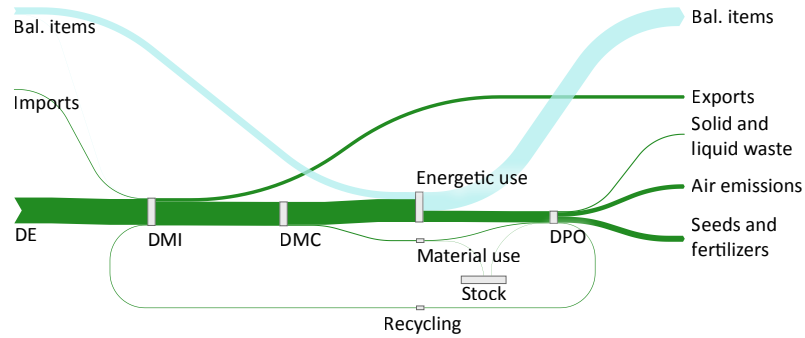 Bal. items
Bal. items
Imports
Exports
Solid and
liquid waste
Energetic use
Air emissions
DE
DMI
DMC
DPO
Seeds and
fertilizers
Material use
Stock
Recycling